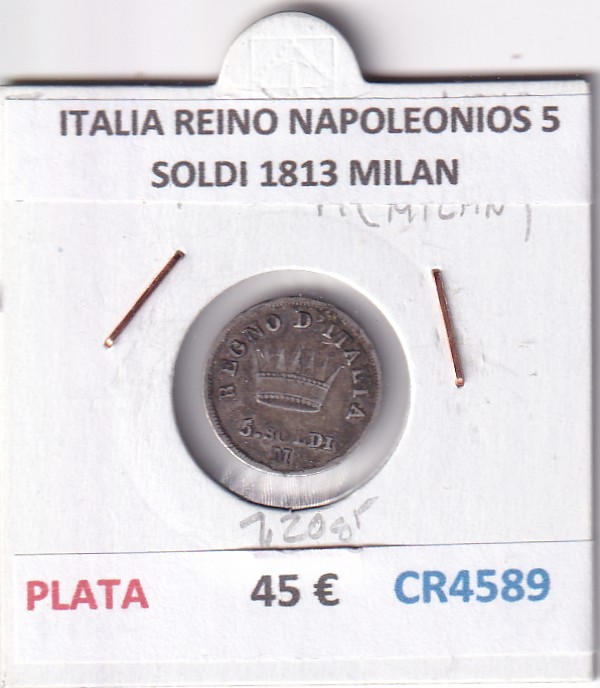 ITALIA REINO NAPOLEONIOS 5
SOLDI 1813 MILAN
REGNO D'ITALIA
5.SOLDI
M
PLATA 45 € CR4589